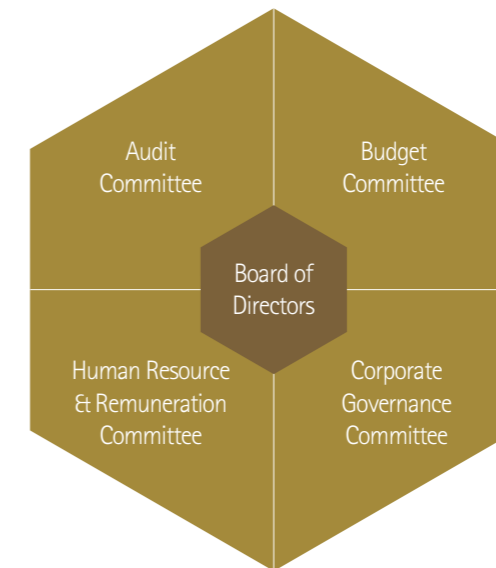 Audit
Committee
Budget
Committee
Board of
Directors
Human Resource
& Remuneration
Committee
Corporate
Governance
Committee